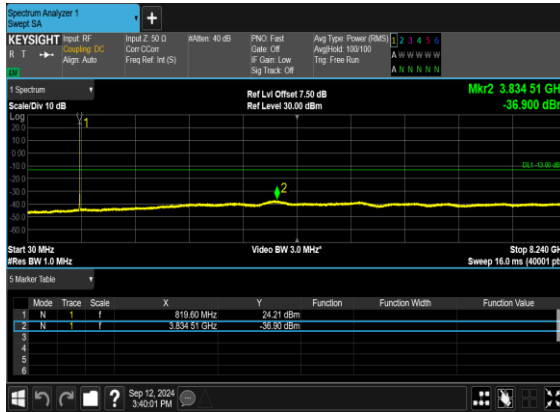 Spectrum Analyzer 1
Swept SA
+
KEYSIGHT Input: RF Input Z: 50 Ω #Atten: 40 dB PNO: Fast Avg Type: Power (RMS) 1 2 3 4 5 6
R T Coupling: DC Corr CCorr Gate: Off Avg|Hold: 100/100 A W W W W W
Align: Auto Freq Ref: Int (S) IF Gain: Low Trig: Free Run
Sig Track: Off A N N N N N
1 Spectrum Ref Lvl Offset 7.50 dB Mkr2 3.834 51 GHz
Scale/Div 10 dB Ref Level 30.00 dBm -36.900 dBm
Log
1
20.0
10.0
0.00
-10.0
DL1 -13.00 dB
-20.0
-30.0
2
-40.0
-50.0
-60.0
Start 30 MHz Video BW 3.0 MHz* Stop 8.240 GH
#Res BW 1.0 MHz Sweep 16.0 ms (40001 pt
5 Marker Table
Mode Trace Scale X Y Function Function Width Function Value
1 N 1 f 819.60 MHz 24.21 dBm
2 N 1 f 3.834 51 GHz -36.90 dBm
3
4
5
6
? Sep 12, 2024
3:40:01 PM